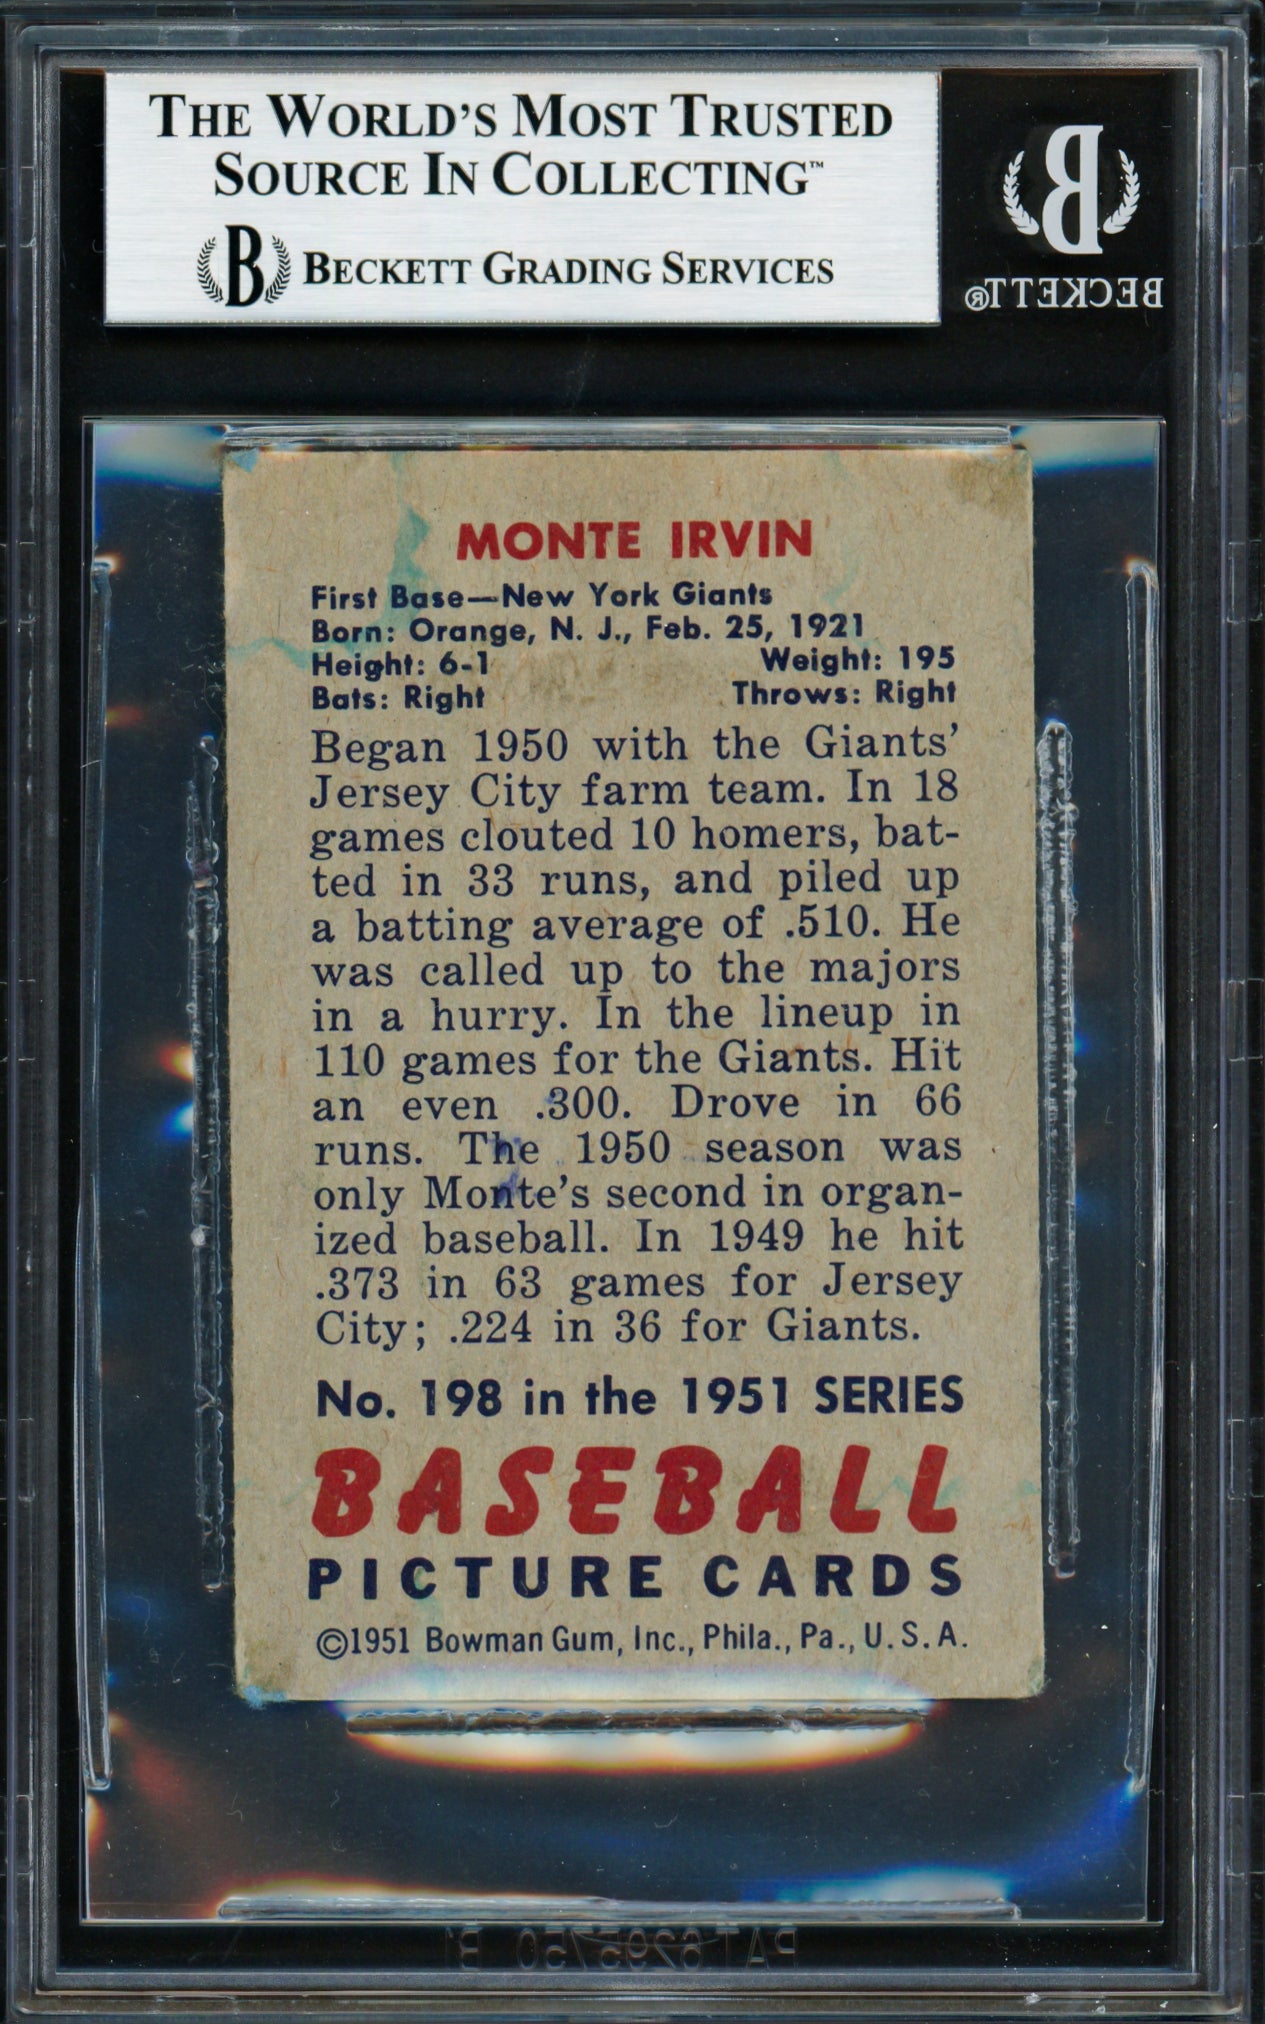 THE WORLD'S MOST TRUSTED
SOURCE IN COLLECTING™
B BECKETT GRADING SERVICES
B
BECKETT®
MONTE IRVIN
First Base—New York Giants
Born: Orange, N. J., Feb. 25, 1921
Height: 6-1 Weight: 195
Bats: Right Throws: Right
Began 1950 with the Giants'
Jersey City farm team. In 18
games clouted 10 homers, bat-
ted in 33 runs, and piled up
a batting average of .510. He
was called up to the majors
in a hurry. In the lineup in
110 games for the Giants. Hit
an even .300. Drove in 66
runs. The 1950 season was
only Monte's second in organ-
ized baseball. In 1949 he hit
.373 in 63 games for Jersey
City; .224 in 36 for Giants.
No. 198 in the 1951 SERIES
BASEBALL
PICTURE CARDS
©1951 Bowman Gum, Inc., Phila., Pa., U. S. A.
PAT 6295750 B1